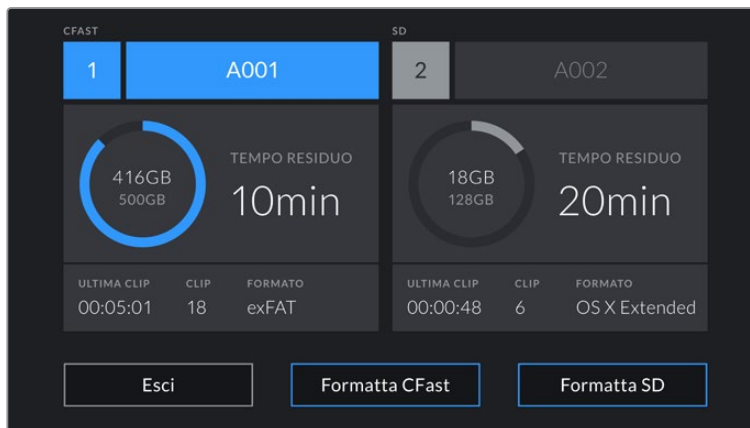 CFAST
1 A001
416GB
500GB
TEMPO RESIDUO
10min
ULTIMA CLIP CLIP FORMATO
00:05:01 18 exFAT
SD
2 A002
18GB
128GB
TEMPO RESIDUO
20min
ULTIMA CLIP CLIP FORMATO
00:00:48 6 OS X Extended
Esci Formatta CFast Formatta SD